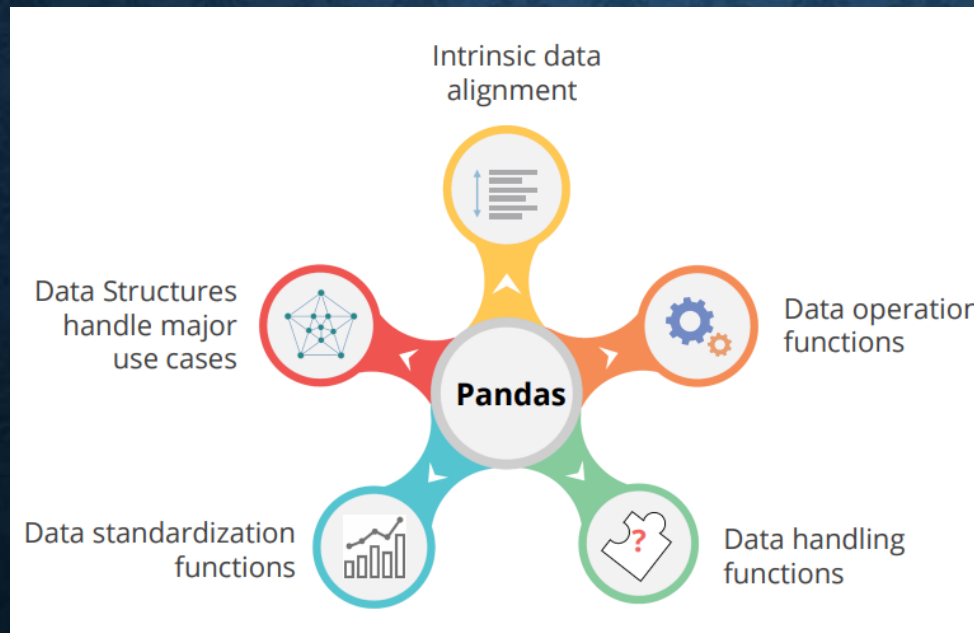 Intrinsic data
alignment
Data Structures
handle major
use cases
Data operation
functions
Pandas
Data standardization
functions
?
Data handling
functions